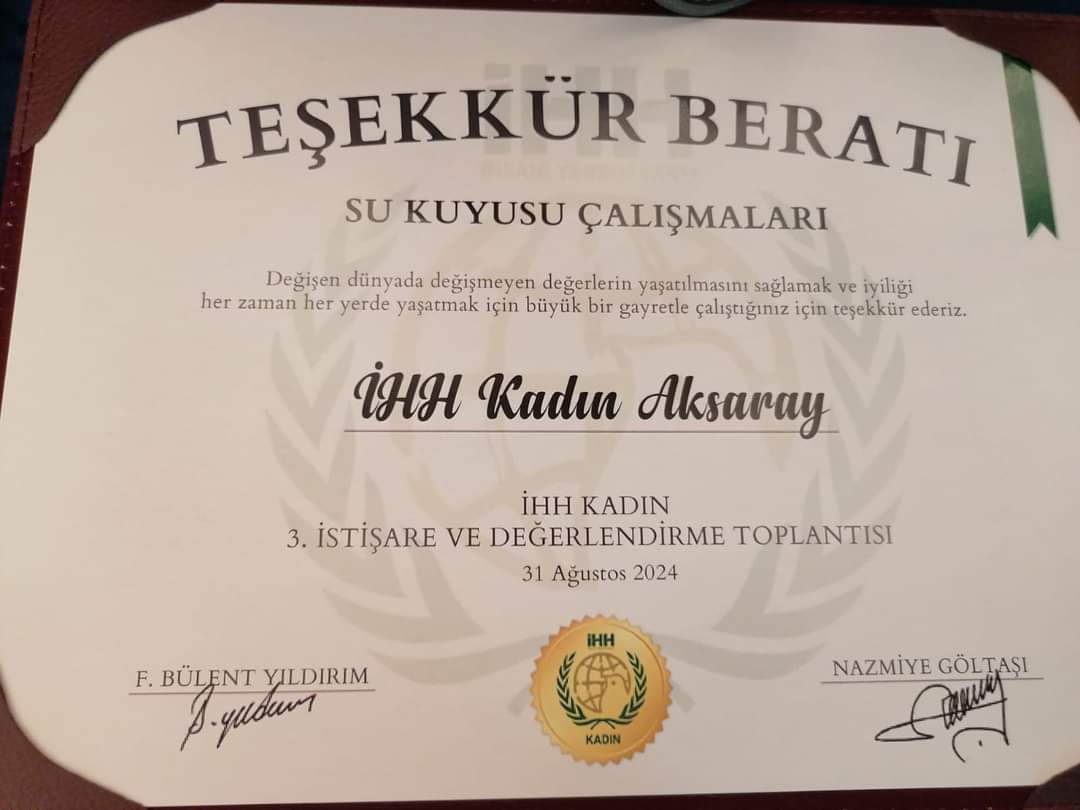 TEŞEKKÜR BERATI
SU KUYUSU ÇALIŞMALARI
Değişen dünyada değişmeyen değerlerin yaşatılmasını sağlamak ve iyiliği
her zaman her yerde yaşatmak için büyük bir gayretle çalıştığınız için teşekkür ederiz.
İHH Kadın Aksaray
İHH KADIN
3. İSTİŞARE VE DEĞERLENDİRME TOPLANTISI
31 Ağustos 2024
F. BÜLENT YILDIRIM
NAZMİYE GÖLTAŞI
İHH
KADIN